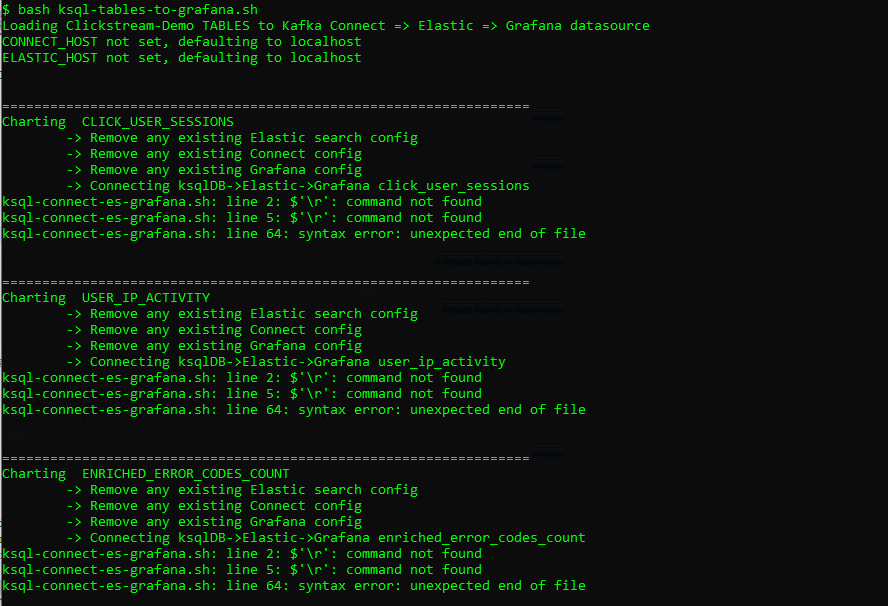 $ bash ksql-tables-to-grafana.sh
Loading Clickstream-Demo TABLES to Kafka Connect => Elastic => Grafana datasource
CONNECT_HOST not set, defaulting to localhost
ELASTIC_HOST not set, defaulting to localhost
==================================================================
Charting  CLICK_USER_SESSIONS
        -> Remove any existing Elastic search config
        -> Remove any existing Connect config
        -> Remove any existing Grafana config
        -> Connecting ksqlDB->Elastic->Grafana click_user_sessions
ksql-connect-es-grafana.sh: line 2: $'\r': command not found
ksql-connect-es-grafana.sh: line 5: $'\r': command not found
ksql-connect-es-grafana.sh: line 64: syntax error: unexpected end of file
==================================================================
Charting  USER_IP_ACTIVITY
        -> Remove any existing Elastic search config
        -> Remove any existing Connect config
        -> Remove any existing Grafana config
        -> Connecting ksqlDB->Elastic->Grafana user_ip_activity
ksql-connect-es-grafana.sh: line 2: $'\r': command not found
ksql-connect-es-grafana.sh: line 5: $'\r': command not found
ksql-connect-es-grafana.sh: line 64: syntax error: unexpected end of file
==================================================================
Charting  ENRICHED_ERROR_CODES_COUNT
        -> Remove any existing Elastic search config
        -> Remove any existing Connect config
        -> Remove any existing Grafana config
        -> Connecting ksqlDB->Elastic->Grafana enriched_error_codes_count
ksql-connect-es-grafana.sh: line 2: $'\r': command not found
ksql-connect-es-grafana.sh: line 5: $'\r': command not found
ksql-connect-es-grafana.sh: line 64: syntax error: unexpected end of file